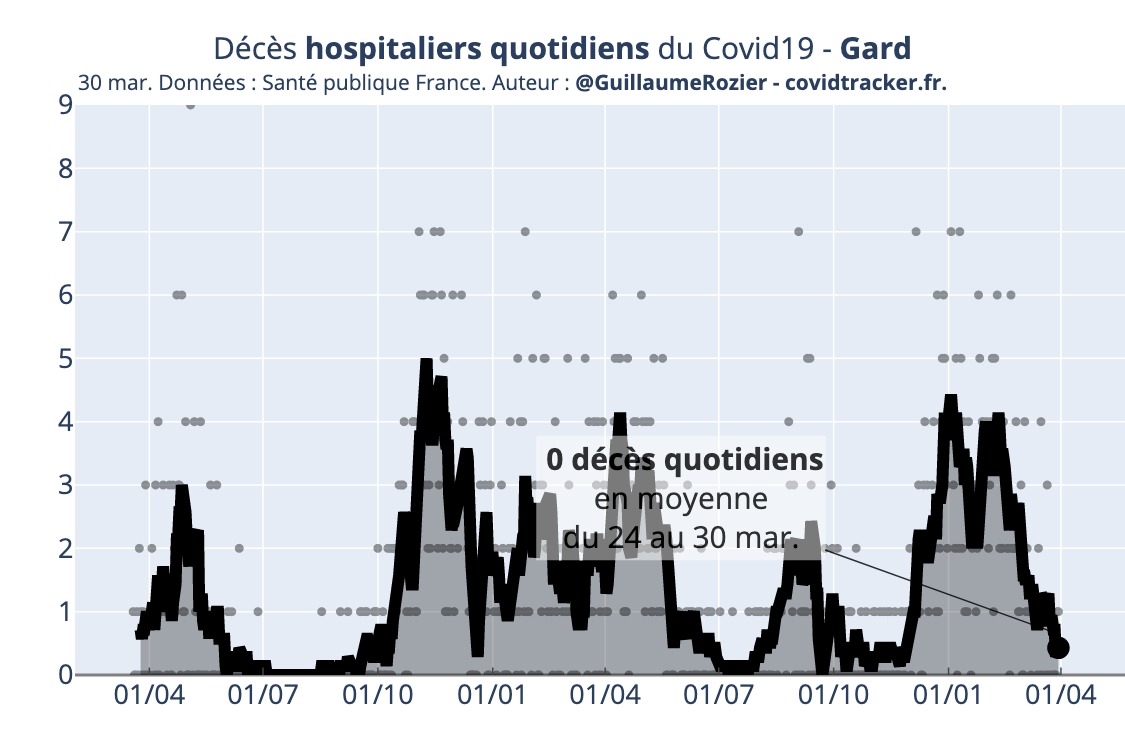 Décès hospitaliers quotidiens du Covid19 - Gard
30 mar. Données : Santé publique France. Auteur : @GuillaumeRozier - covidtracker.fr.
9
8
7
6
5
4
3
2
1
0
0 décès quotidiens
en moyenne
du 24 au 30 mar.
01/04 01/07 01/10 01/01 01/04 01/07 01/10 01/01 01/04